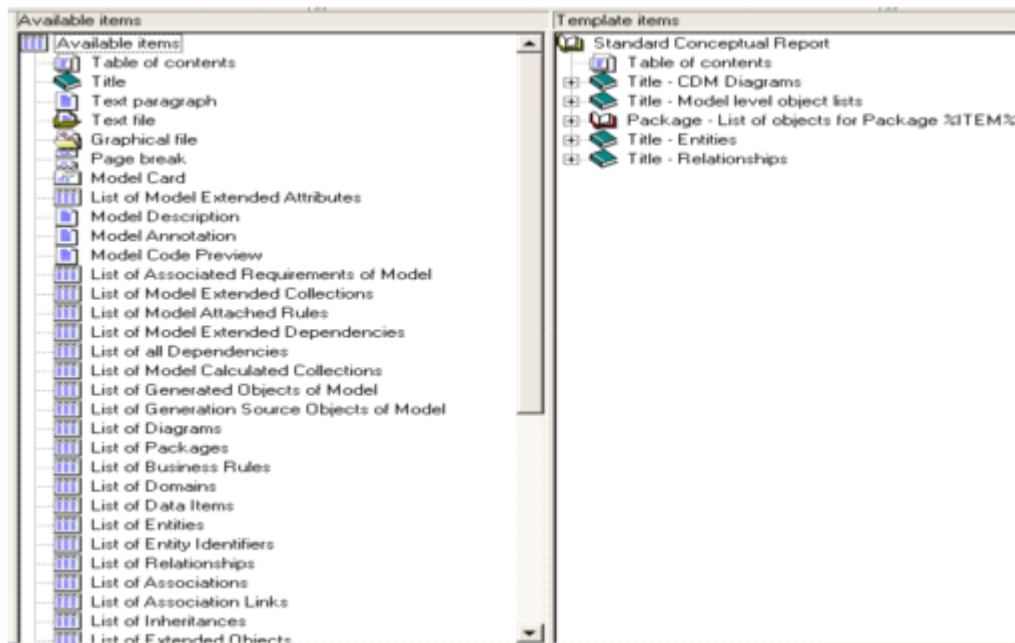 Available items
Available items
Table of contents
Title
Text paragraph
Text file
Graphical file
Page break
Model Card
List of Model Extended Attributes
Model Description
Model Annotation
Model Code Preview
List of Associated Requirements of Model
List of Model Extended Collections
List of Model Attached Rules
List of Model Extended Dependencies
List of all Dependencies
List of Model Calculated Collections
List of Generated Objects of Model
List of Generation Source Objects of Model
List of Diagrams
List of Packages
List of Business Rules
List of Domains
List of Data Items
List of Entities
List of Entity Identifiers
List of Relationships
List of Associations
List of Association Links
List of Inheritances
List of Extended Objects
Template items
Standard Conceptual Report
Table of contents
Title - CDM Diagrams
Title - Model level object lists
Package - List of objects for Package %ITEM%
Title - Entities
Title - Relationships